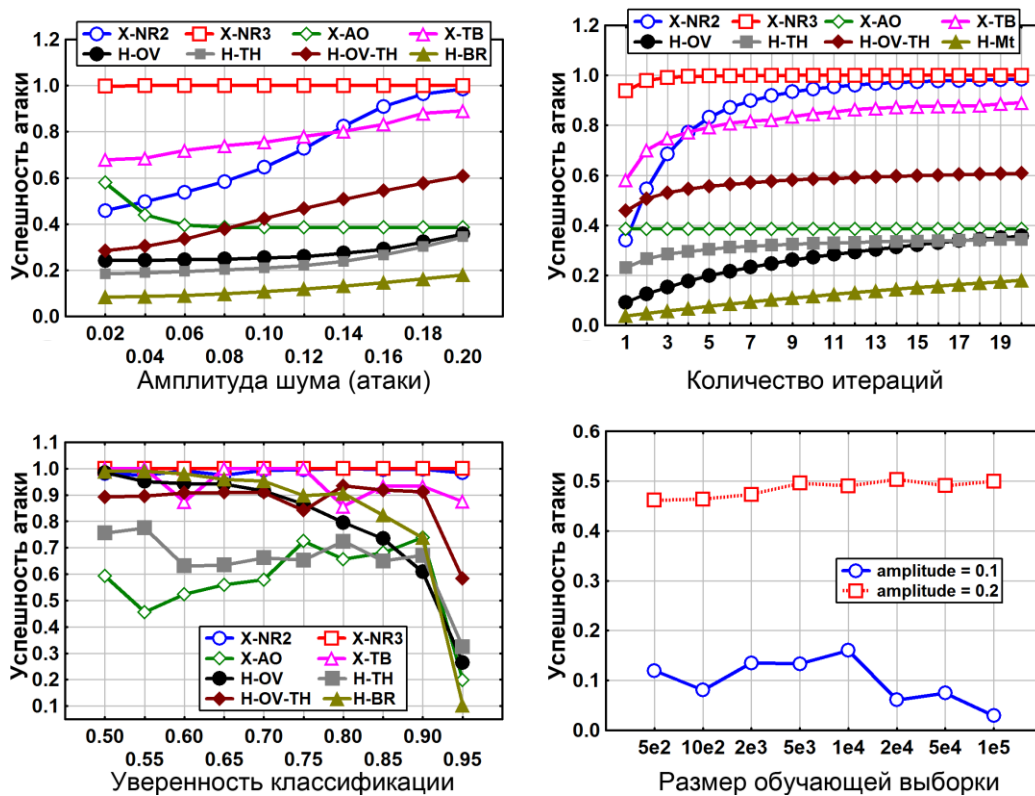 X-NR2 X-NR3 X-AO X-TB
H-OV H-TH H-OV-TH H-BR
Успешность атаки
1.2
1.0
0.8
0.6
0.4
0.2
0.0
0.02 0.06 0.10 0.14 0.18
0.04 0.08 0.12 0.16 0.20
Амплитуда шума (атаки)
X-NR2 X-NR3 X-AO X-TB
H-OV H-TH H-OV-TH H-Mt
Успешность атаки
1.2
1.0
0.8
0.6
0.4
0.2
0.0
1 3 5 7 9 11 13 15 17 19
Количество итераций
Успешность атаки
1.1
1.0
0.9
0.8
0.7
0.6
0.5
0.4
0.3
0.2
0.1
X-NR2 X-NR3
X-AO X-TB
H-OV H-TH
H-OV-TH H-BR
0.50 0.60 0.70 0.80 0.90
0.55 0.65 0.75 0.85 0.95
Уверенность классификации
Успешность атаки
0.6
0.5
0.4
0.3
0.2
0.1
0.0
amplitude = 0.1
amplitude = 0.2
5e2 10e2 2e3 5e3 1e4 2e4 5e4 1e5
Размер обучающей выборки